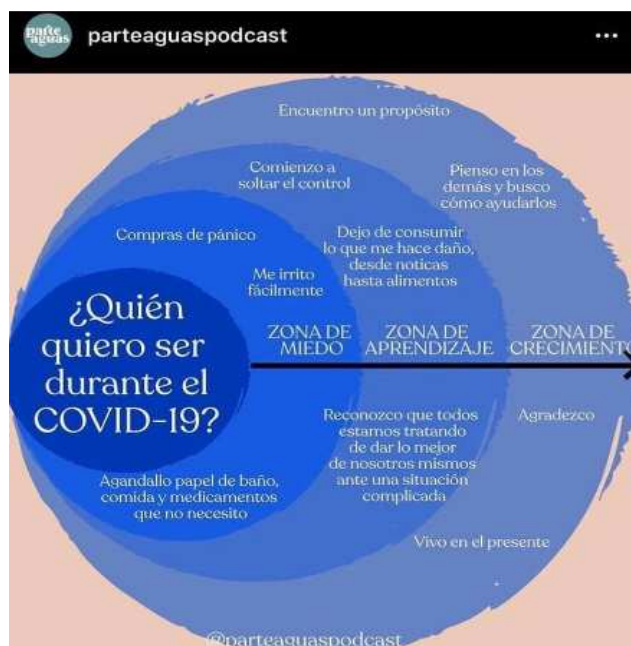 parte
aguas
parteaguaspodcast
Encuentro un propósito
Comienzo a
soltar el control
Pienso en los
demás y busco
cómo ayudarlos
Compras de pánico
Dejo de consumir
lo que me hace daño,
desde noticas
hasta alimentos
Me irrito
fácilmente
¿Quién
quiero ser
durante el
COVID-19?
ZONA DE
MIEDO
ZONA DE
APRENDIZAJE
ZONA DE
CRECIMIENTO
Reconozco que todos
estamos tratando
de dar lo mejor
de nosotros mismos
ante una situación
complicada
Agradezco
Agandallo papel de baño,
comida y medicamentos
que no necesito
Vivo en el presente
@parteaguaspodcast